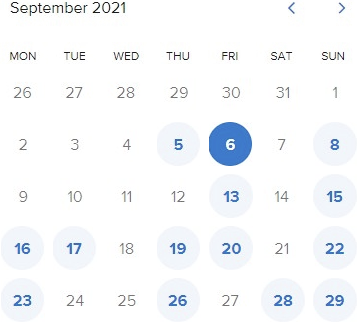 September 2021
MON TUE WED THU FRI SAT SUN
26 27 28 29 30 31 1
2 3 4 5 6 7 8
9 10 11 12 13 14 15
16 17 18 19 20 21 22
23 24 25 26 27 28 29